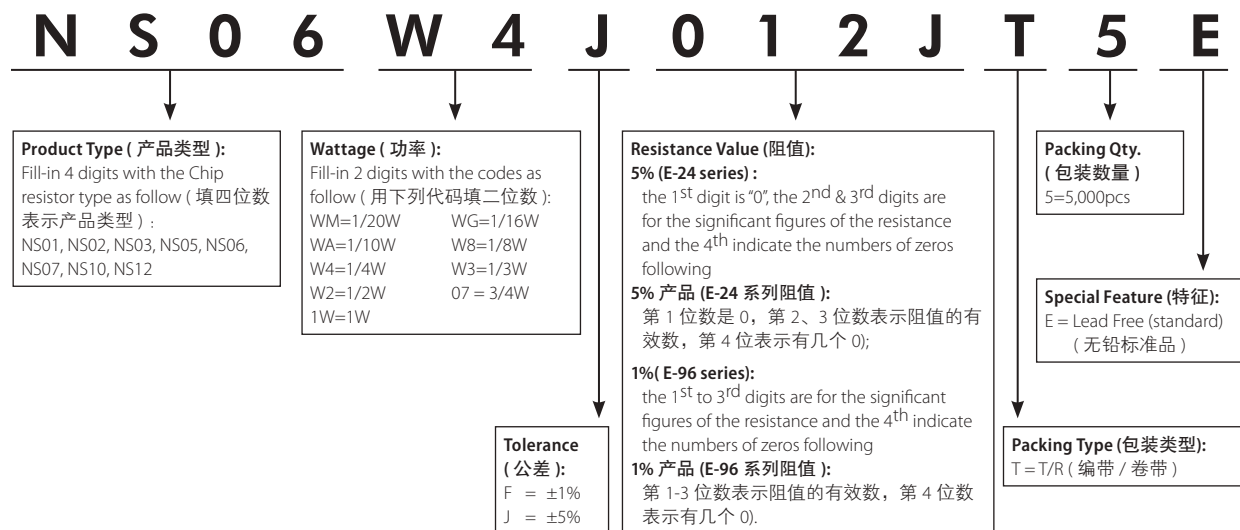 N S 0 6 W 4 J 0 1 2 J T 5 E
Product Type ( 产品类型 ):
Fill-in 4 digits with the Chip
resistor type as follow ( 填四位数
表示产品类型 ) :
NS01, NS02, NS03, NS05, NS06,
NS07, NS10, NS12
Wattage ( 功率 ):
Fill-in 2 digits with the codes as
follow ( 用下列代码填二位数 ):
WM=1/20W WG=1/16W
WA=1/10W W8=1/8W
W4=1/4W W3=1/3W
W2=1/2W 07 = 3/4W
1W=1W
Tolerance
( 公差 ):
F = ±1%
J = ±5%
Resistance Value (阻值):
5% (E-24 series) :
the 1st digit is “0”, the 2nd & 3rd digits are
for the significant figures of the resistance
and the 4th indicate the numbers of zeros
following
5% 产品 (E-24 系列阻值 ):
第 1 位数是 0，第 2、3 位数表示阻值的有
效数，第 4 位表示有几个 0);
1%( E-96 series):
the 1st to 3rd digits are for the significant
figures of the resistance and the 4th indicate
the numbers of zeros following
1% 产品 (E-96 系列阻值 ):
第 1-3 位数表示阻值的有效数，第 4 位数
表示有几个 0).
Packing Type (包装类型):
T = T/R ( 编带 / 卷带 )
Packing Qty.
( 包装数量 )
5=5,000pcs
Special Feature (特征):
E = Lead Free (standard)
( 无铅标准品 )